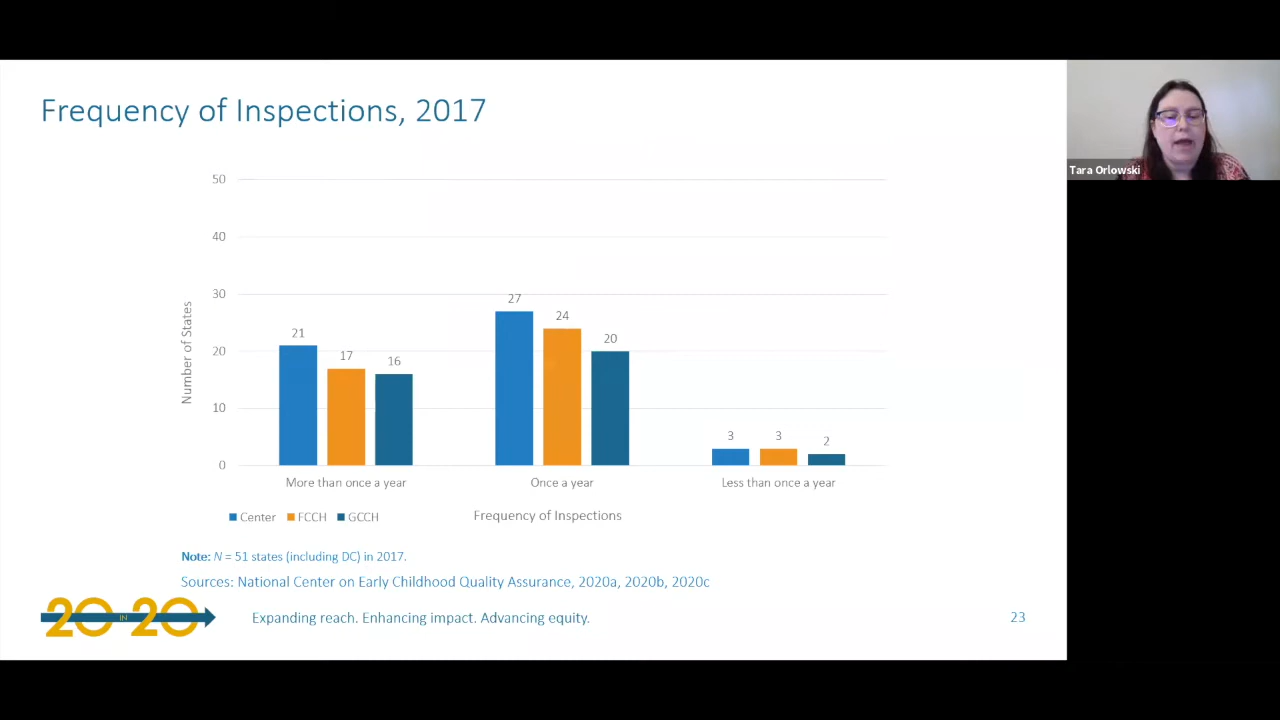 Frequency of Inspections, 2017
Tara Orlowski
50
40
30
20
10
0
Number of States
21
17
16
27
24
20
3
3
2
More than once a year
Once a year
Less than once a year
Center FCCH GCCH
Frequency of Inspections
Note: N = 51 states (including DC) in 2017.
Sources: National Center on Early Childhood Quality Assurance, 2020a, 2020b, 2020c
20 IN 20
Expanding reach. Enhancing impact. Advancing equity.
23